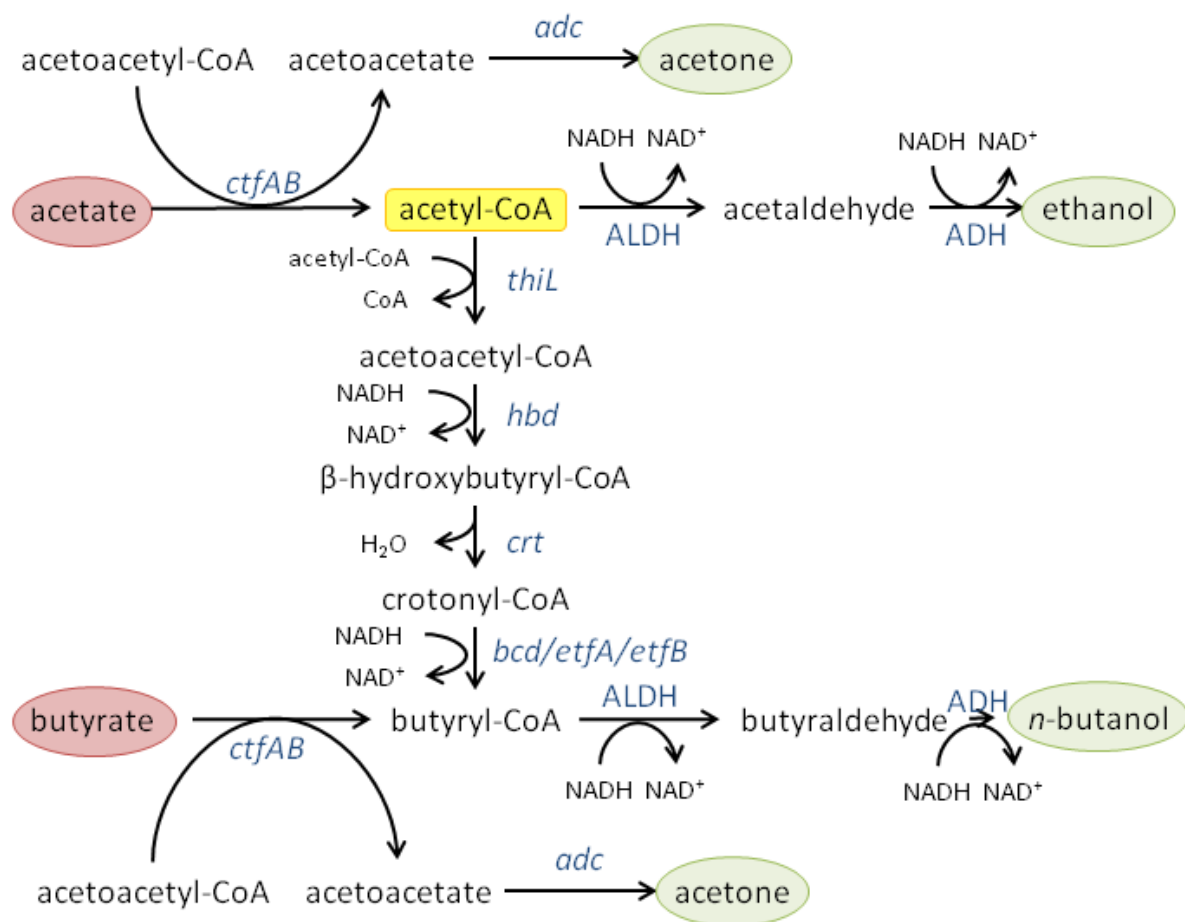 adc
acetoacetyl-CoA acetoacetate acetone
NADH NAD⁺ NADH NAD⁺
ctfAB
acetate acetyl-CoA acetaldehyde ethanol
ALDH ADH
acetyl-CoA
thiL
CoA
acetoacetyl-CoA
NADH
hbd
NAD⁺
β-hydroxybutyryl-CoA
H₂O crt
crotonyl-CoA
NADH
bcd/etfA/etfB
NAD⁺
ALDH ADH
butyrate butyryl-CoA butyraldehyde n-butanol
ctfAB
NADH NAD⁺ NADH NAD⁺
adc
acetoacetyl-CoA acetoacetate acetone